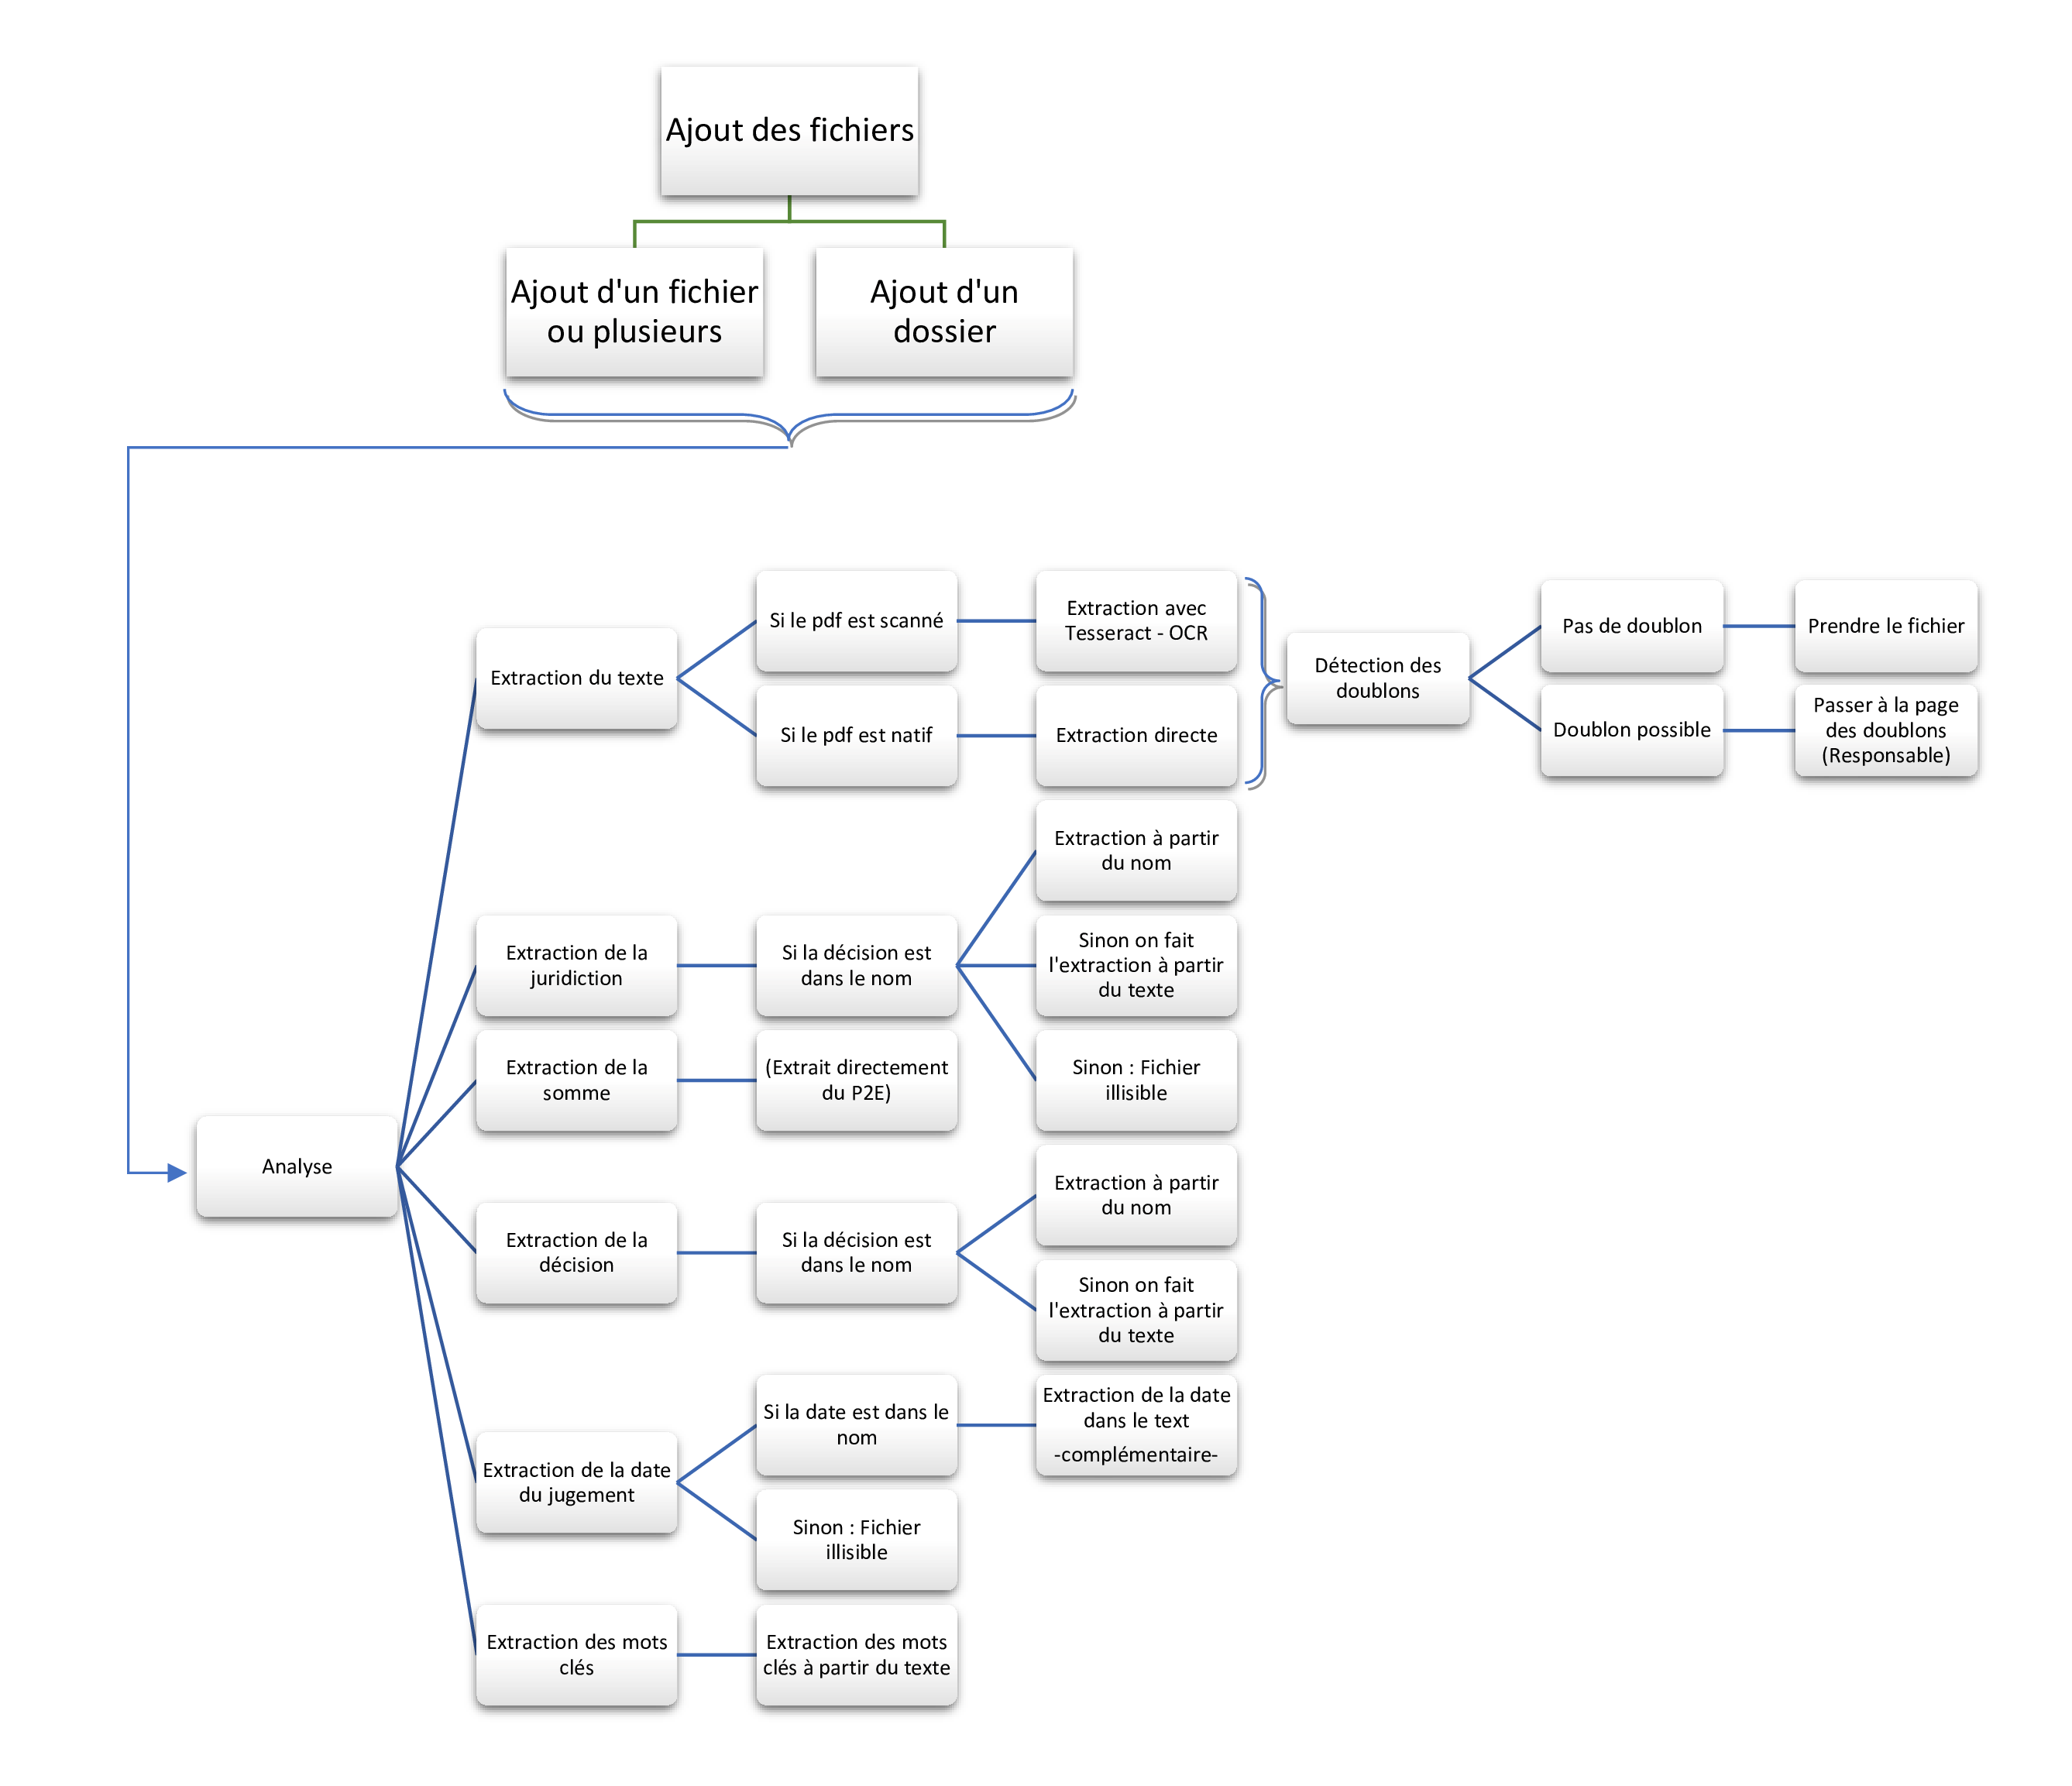 Ajout des fichiers
Ajout d'un fichier
ou plusieurs
Ajout d'un
dossier
Analyse
Extraction du texte
Si le pdf est scanné
Extraction avec
Tesseract - OCR
Si le pdf est natif
Extraction directe
Détection des
doublons
Pas de doublon
Prendre le fichier
Doublon possible
Passer à la page
des doublons
(Responsable)
Extraction de la
juridiction
Si la décision est
dans le nom
Extraction à partir
du nom
Sinon on fait
l'extraction à partir
du texte
Sinon : Fichier
illisible
Extraction de la
somme
(Extrait directement
du P2E)
Extraction de la
décision
Si la décision est
dans le nom
Extraction à partir
du nom
Sinon on fait
l'extraction à partir
du texte
Extraction de la date
du jugement
Si la date est dans le
nom
Extraction de la date
dans le text
-complémentaire-
Sinon : Fichier
illisible
Extraction des mots
clés
Extraction des mots
clés à partir du texte